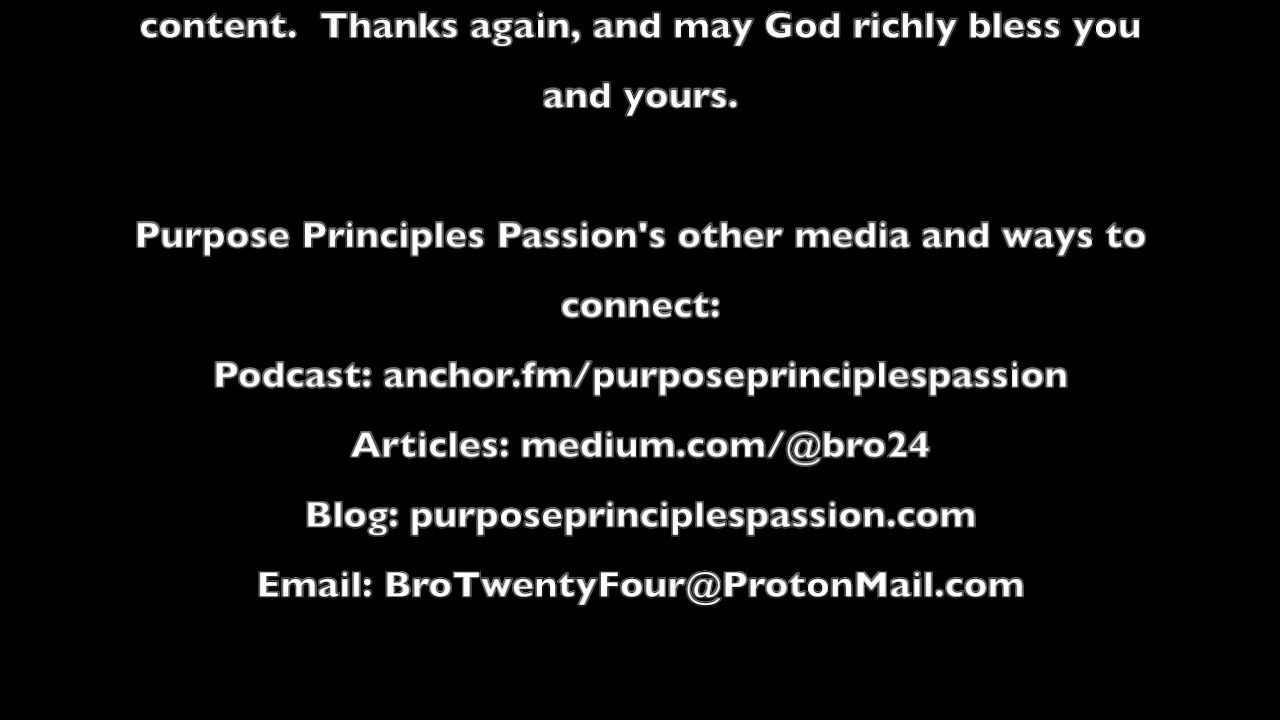 content.  Thanks again, and may God richly bless you
and yours.
Purpose Principles Passion's other media and ways to
connect:
Podcast: anchor.fm/purposeprinciplespassion
Articles: medium.com/@bro24
Blog: purposeprinciplespassion.com
Email: BroTwentyFour@ProtonMail.com